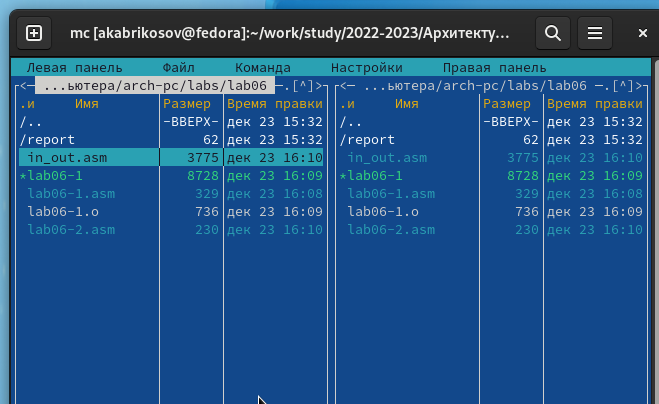 mc [akabrikosov@fedora]:~/work/study/2022-2023/Архитекту…
Левая панель Файл Команда Настройки Правая панель
<─ ...ьютера/arch-pc/labs/lab06 ─.[^]> <─ ...ьютера/arch-pc/labs/lab06 ─.[^]>
.и Имя Размер Время правки .и Имя Размер Время правки
/.. -ВВЕРХ- дек 23 15:32 /.. -ВВЕРХ- дек 23 15:32
/report 62 дек 23 15:32 /report 62 дек 23 15:32
in_out.asm 3775 дек 23 16:10 in_out.asm 3775 дек 23 16:10
*lab06-1 8728 дек 23 16:09 *lab06-1 8728 дек 23 16:09
lab06-1.asm 329 дек 23 16:08 lab06-1.asm 329 дек 23 16:08
lab06-1.o 736 дек 23 16:09 lab06-1.o 736 дек 23 16:09
lab06-2.asm 230 дек 23 16:10 lab06-2.asm 230 дек 23 16:10